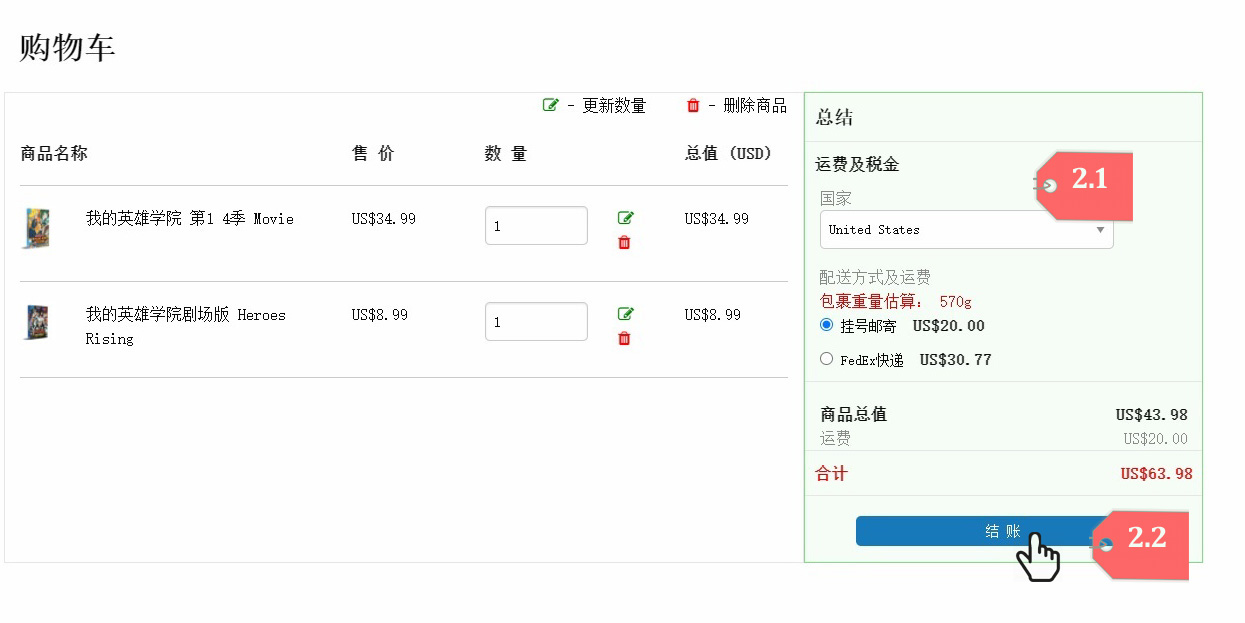 购物车
- 更新数量 - 删除商品
商品名称 售 价 数 量 总值 (USD)
我的英雄学院 第1 4季 Movie US$34.99 1 US$34.99
我的英雄学院剧场版 Heroes
Rising US$8.99 1 US$8.99
总结
运费及税金
2.1
国家
United States
配送方式及运费
包裹重量估算: 570g
挂号邮寄 US$20.00
FedEx快递 US$30.77
商品总值 US$43.98
运费 US$20.00
合计 US$63.98
结 账
2.2